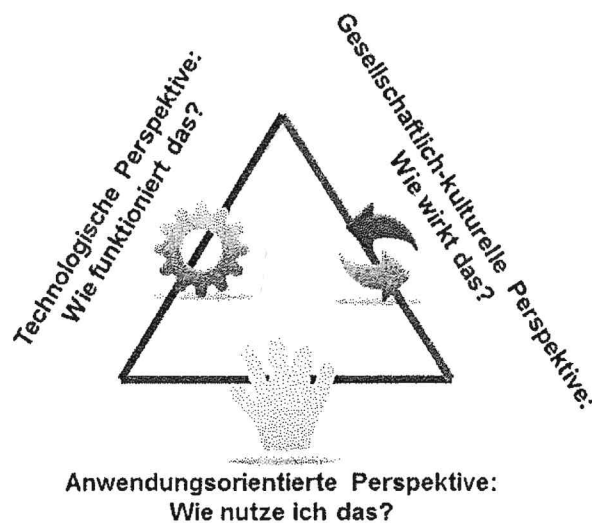 Technologische Perspektive:
Wie funktioniert das?
Gesellschaftlich-kulturelle Perspektive:
Wie wirkt das?
Anwendungsorientierte Perspektive:
Wie nutze ich das?